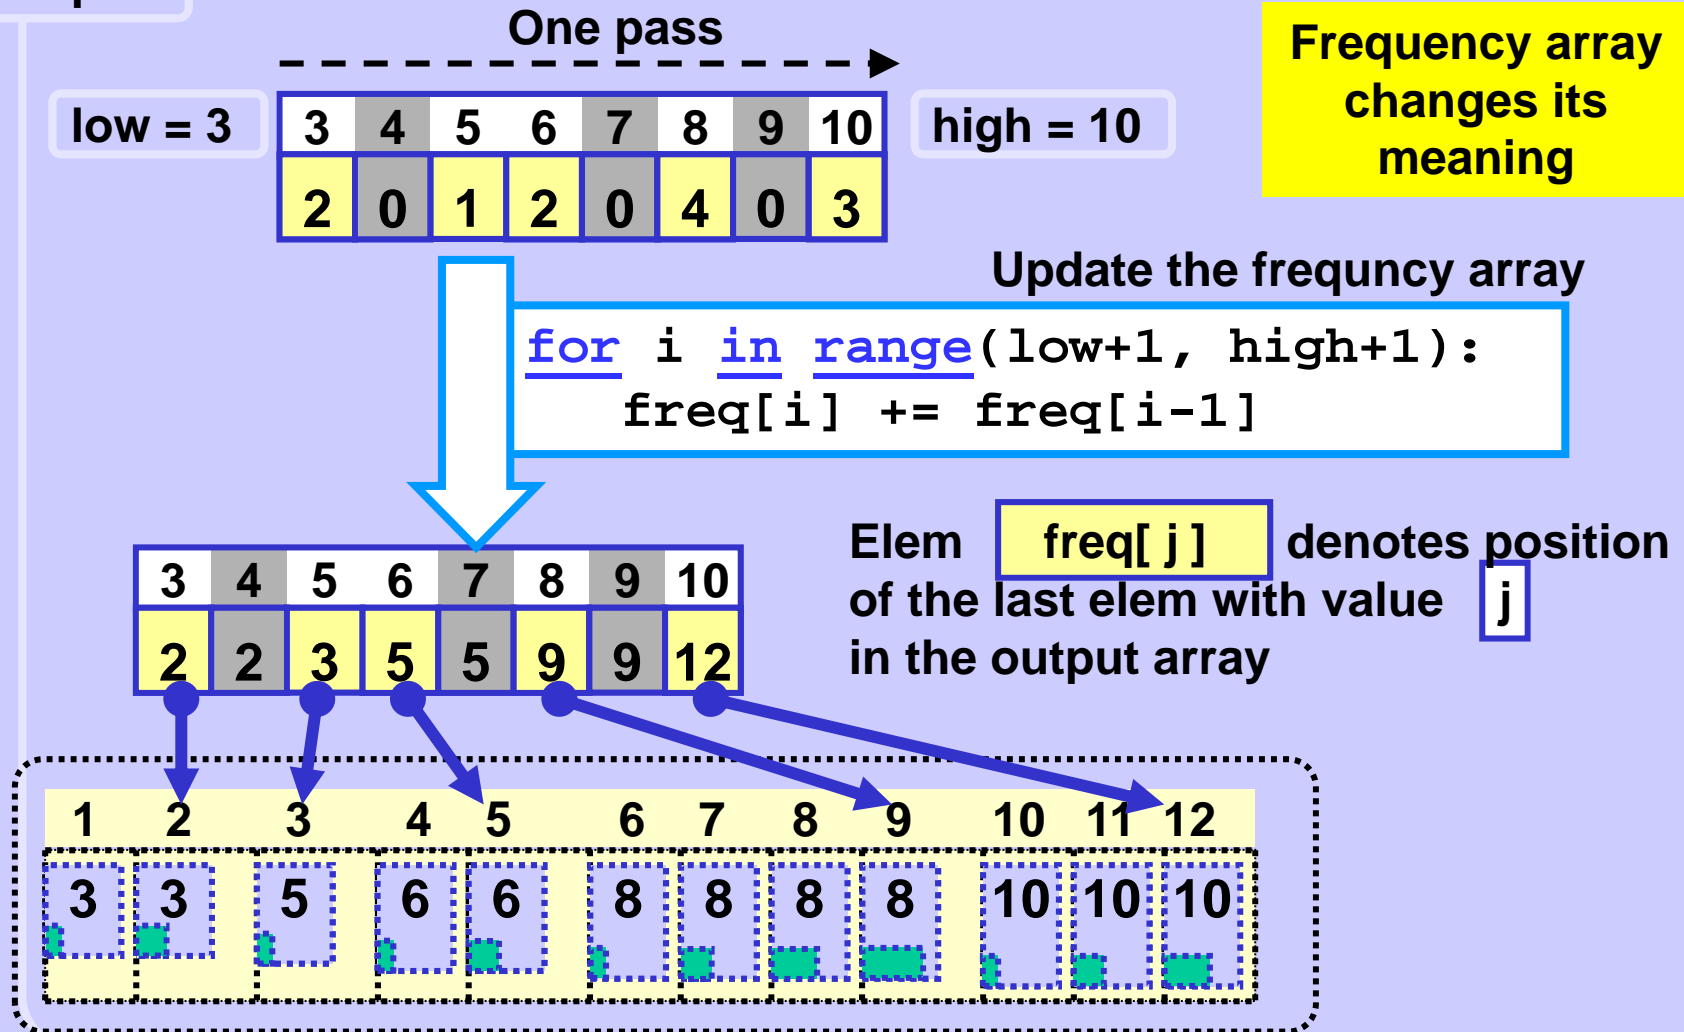 One pass
Frequency array
changes its
meaning
low = 3
3 4 5 6 7 8 9 10
high = 10
2 0 1 2 0 4 0 3
Update the frequncy array
for i in range(low+1, high+1):
freq[i] += freq[i-1]
Elem freq[ j ] denotes position
of the last elem with value j
in the output array
3 4 5 6 7 8 9 10
2 2 3 5 5 9 9 12
1 2 3 4 5 6 7 8 9 10 11 12
3 3 5 6 6 8 8 8 8 10 10 10